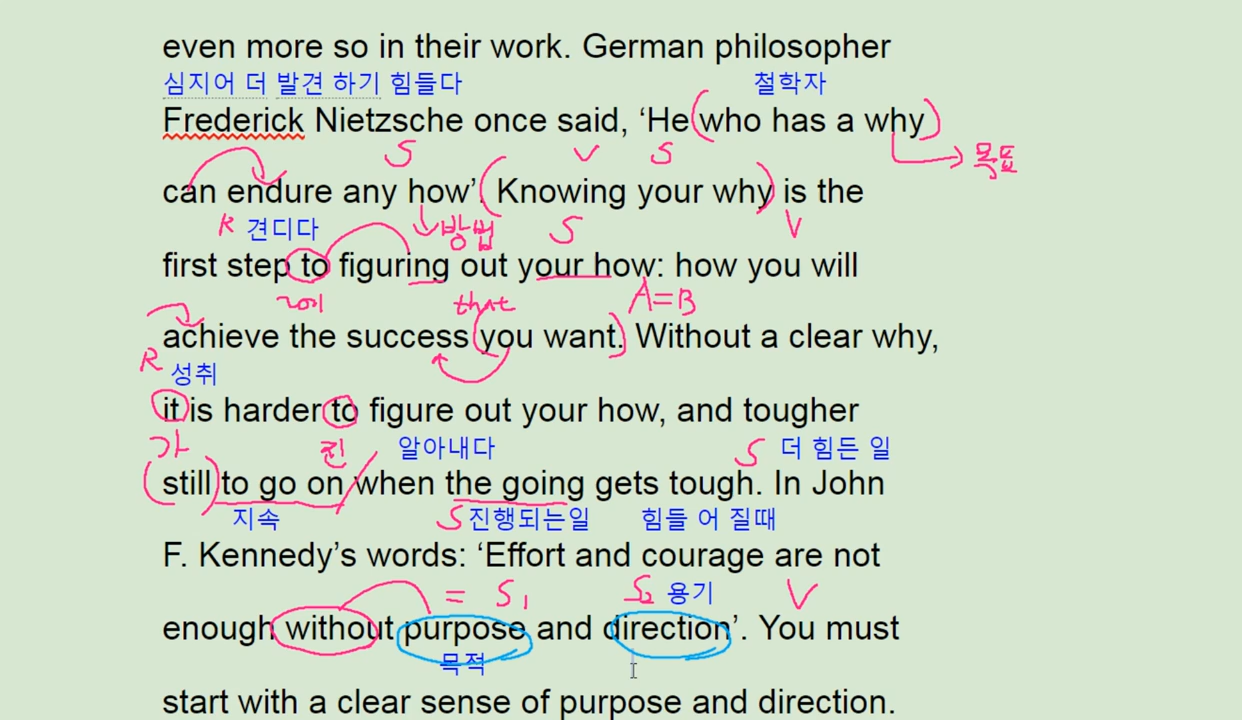 even more so in their work. German philosopher
심지어 더 발견 하기 힘들다 철학자
Frederick Nietzsche once said, ‘He(who has a why)
S V S 목표
can endure any how’.(Knowing your why) is the
R 견디다 방법 S V
first step to figuring out your how: how you will
~에 that A=B
achieve the success (you want.) Without a clear why,
R 성취
it is harder to figure out your how, and tougher
가 진 알아내다 S 더 힘든 일
(still) to go on / when the going gets tough. In John
지속 S 진행되는일 힘들 어 질때
F. Kennedy’s words: ‘Effort and courage are not
= S1 S2 용기 V
enough without purpose and direction’. You must
목적
start with a clear sense of purpose and direction.